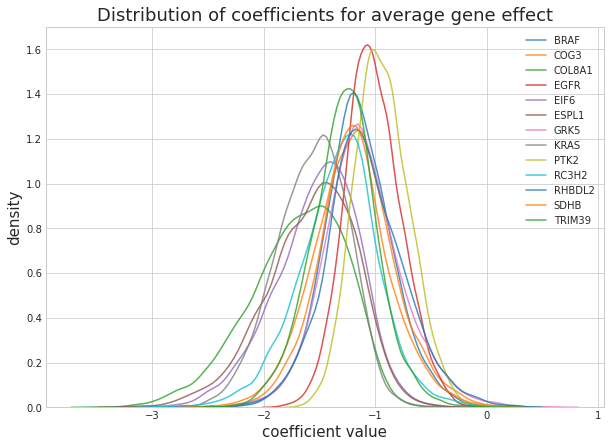 Distribution of coefficients for average gene effect
density
1.6
1.4
1.2
1.0
0.8
0.6
0.4
0.2
0.0
BRAF
COG3
COL8A1
EGFR
EIF6
ESPL1
GRK5
KRAS
PTK2
RC3H2
RHBDL2
SDHB
TRIM39
−3 −2 −1 0 1
coefficient value